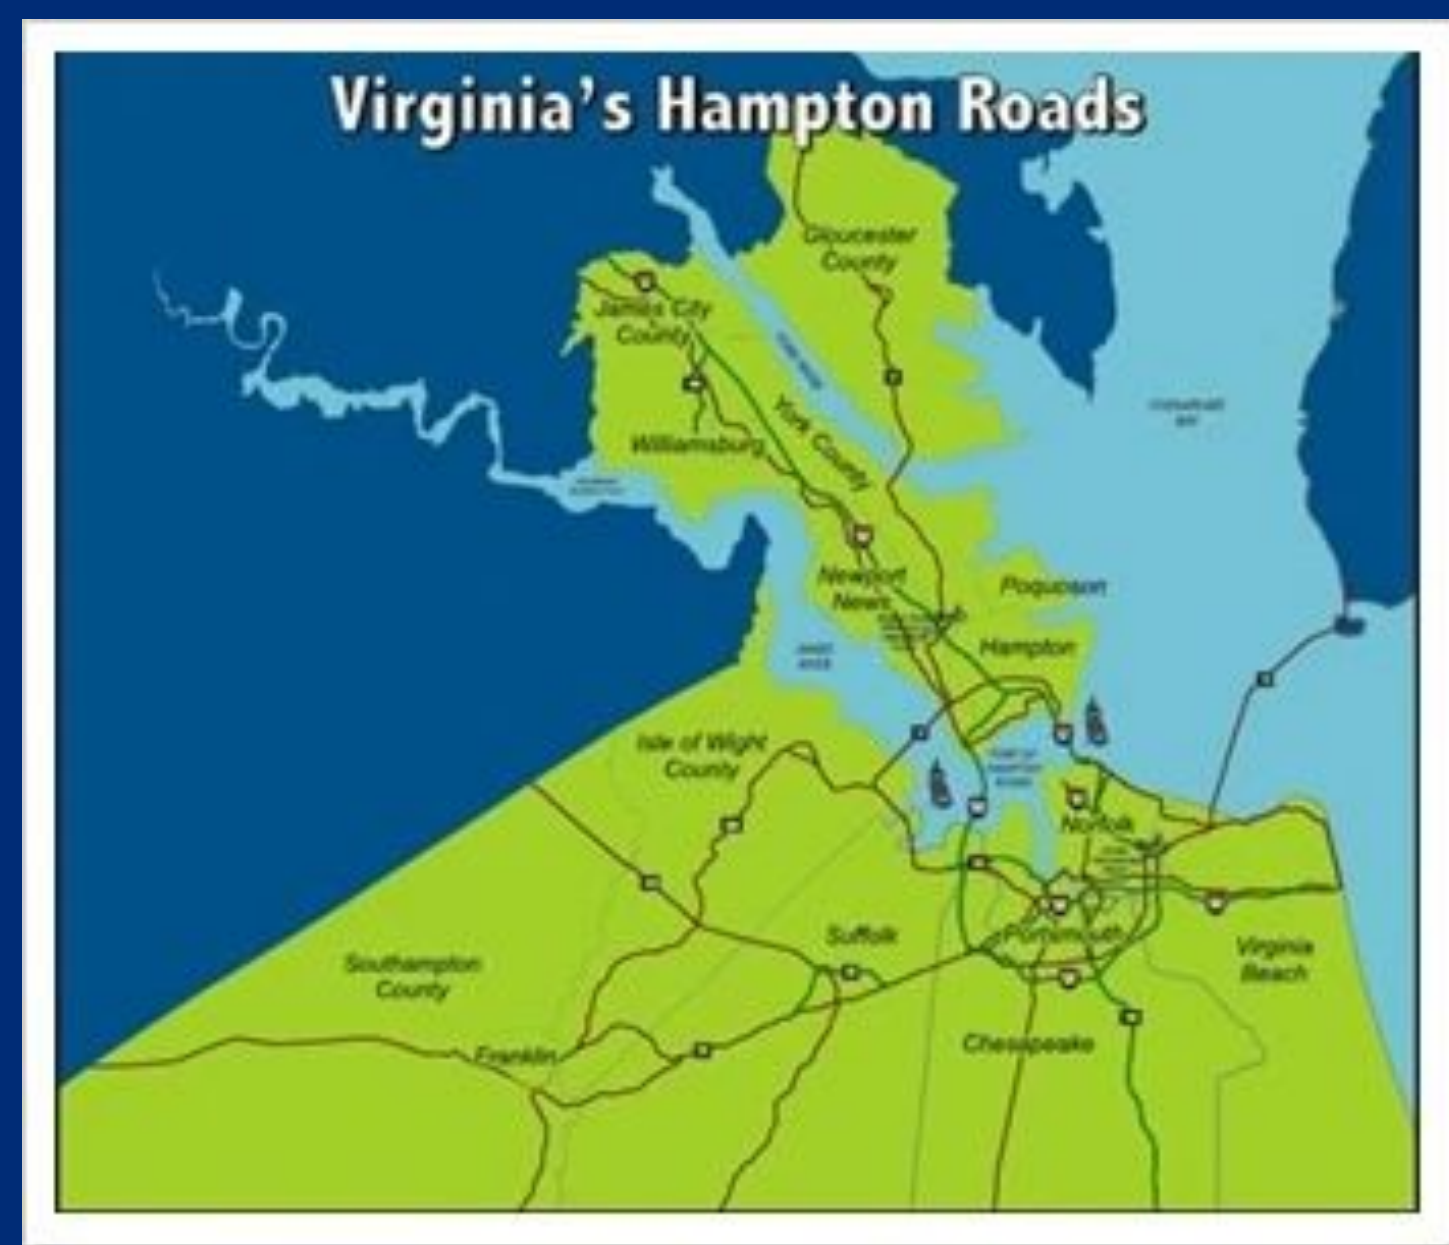 Virginia's Hampton Roads
Gloucester
County
James City
County
York County
Williamsburg
Newport
News
Poquoson
Hampton
Isle of Wight
County
Norfolk
Suffolk
Portsmouth
Virginia
Beach
Southampton
County
Franklin
Chesapeake